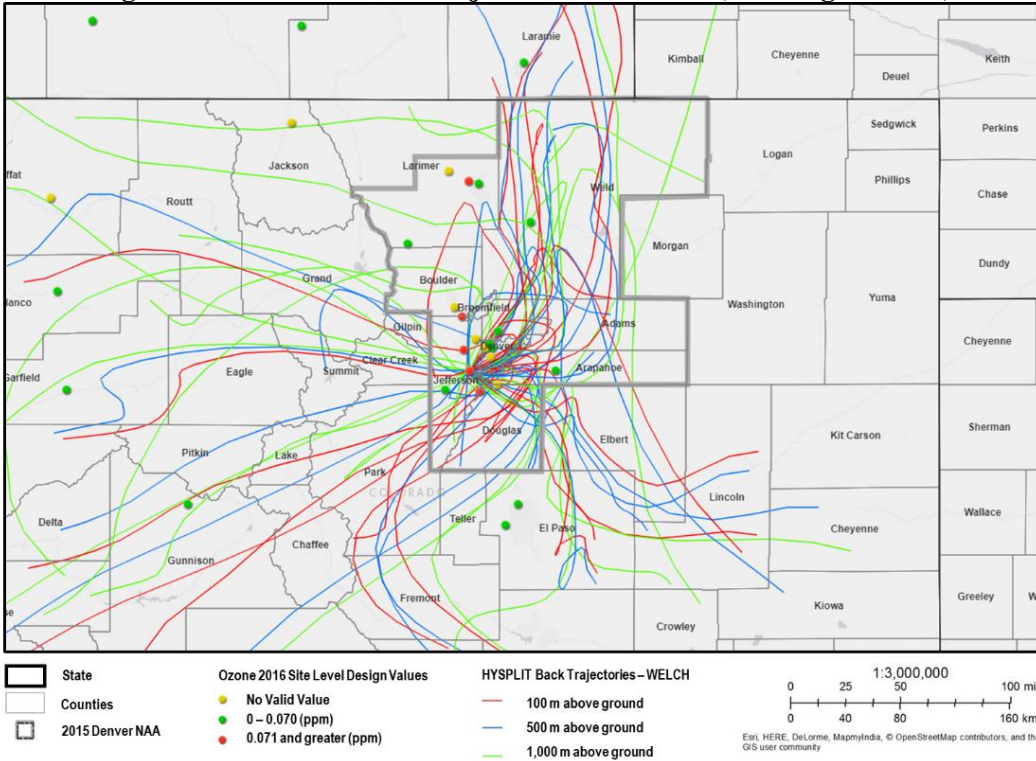 Laramie
Kimball
Cheyenne
Keith
Deuel
Sedgwick
Perkins
Logan
Jackson
Larimer
Phillips
Chase
ffat
Routt
Weld
Morgan
Dundy
Grand
Boulder
lanco
Washington
Yuma
Broomfield
Gilpin
Adams
Denver
Cheyenne
Clear Creek
Eagle
Summit
Arapahoe
Garfield
Jefferson
Douglas
Elbert
Kit Carson
Sherman
Pitkin
Lake
Park
COLORADO
Lincoln
Delta
Teller
El Paso
Cheyenne
Wallace
Chaffee
Gunnison
Fremont
Kiowa
Greeley
W
se
Crowley
State
Counties
2015 Denver NAA
Ozone 2016 Site Level Design Values
No Valid Value
0 – 0.070 (ppm)
0.071 and greater (ppm)
HYSPLIT Back Trajectories – WELCH
100 m above ground
500 m above ground
1,000 m above ground
1:3,000,000
0 25 50 100 mi
0 40 80 160 km
Esri, HERE, DeLorme, MapmyIndia, © OpenStreetMap contributors, and the
GIS user community